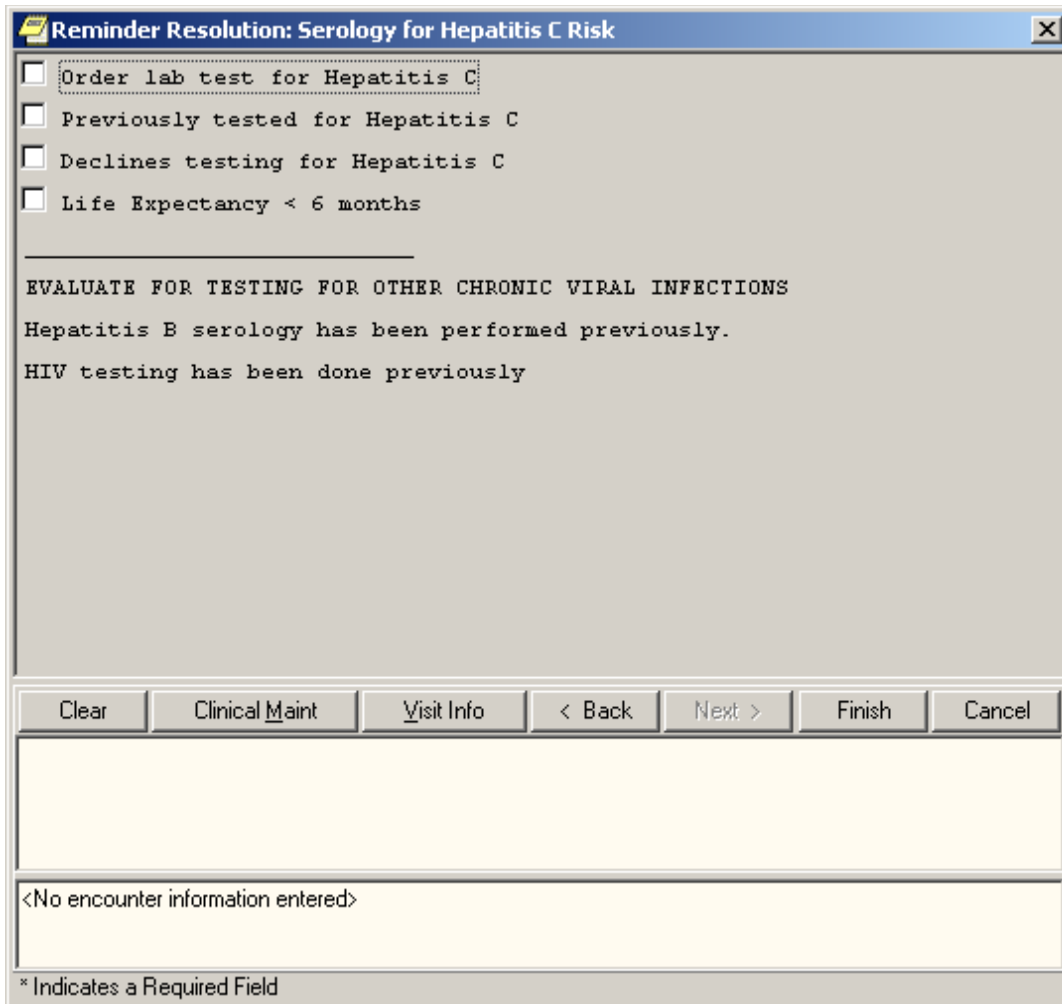 Reminder Resolution: Serology for Hepatitis C Risk
Order lab test for Hepatitis C
Previously tested for Hepatitis C
Declines testing for Hepatitis C
Life Expectancy < 6 months
EVALUATE FOR TESTING FOR OTHER CHRONIC VIRAL INFECTIONS
Hepatitis B serology has been performed previously.
HIV testing has been done previously
Clear Clinical Maint Visit Info < Back Next > Finish Cancel
<No encounter information entered>
* Indicates a Required Field